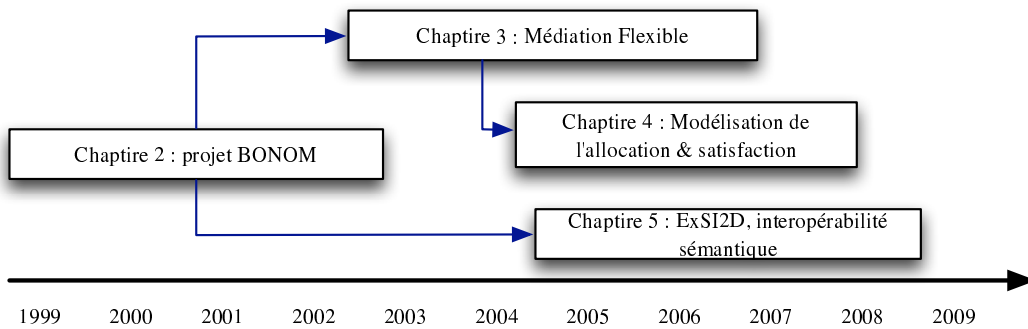 Chaptire 3 : Médiation Flexible
Chaptire 4 : Modélisation de
l'allocation & satisfaction
Chaptire 2 : projet BONOM
Chaptire 5 : ExSI2D, interopérabilité
sémantique
1999 2000 2001 2002 2003 2004 2005 2006 2007 2008 2009